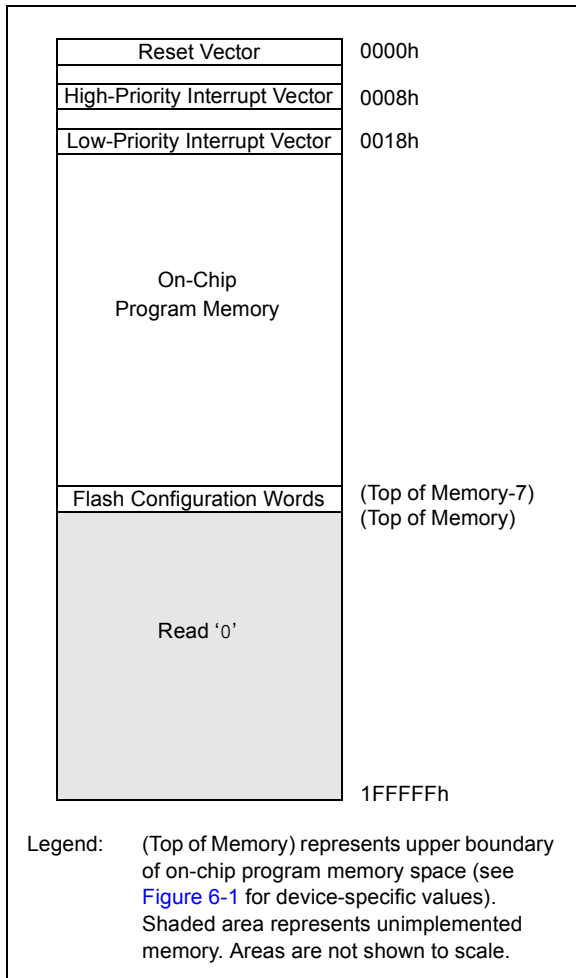 Reset Vector 0000h
High-Priority Interrupt Vector 0008h
Low-Priority Interrupt Vector 0018h
On-Chip
Program Memory
Flash Configuration Words
(Top of Memory-7)
(Top of Memory)
Read ‘0’
1FFFFFh
Legend: (Top of Memory) represents upper boundary
of on-chip program memory space (see
Figure 6-1 for device-specific values).
Shaded area represents unimplemented
memory. Areas are not shown to scale.